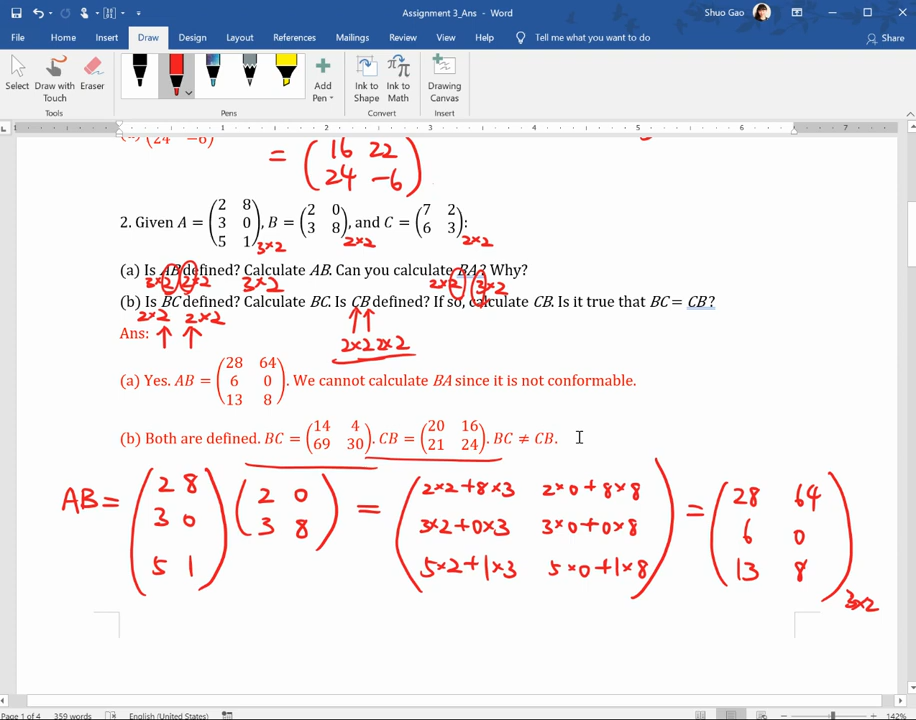 Assignment 3_Ans - Word
Shuo Gao
File Home Insert Draw Design Layout References Mailings Review View Help Tell me what you want to do Share
Select Draw with Touch Eraser Add Pen Ink to Shape Ink to Math Drawing Canvas
Tools Pens Convert Insert
1 1 2 3 4 5 6 7
(24 −6)
= (16 22
24 −6)
2. Given A = (2 8
3 0
5 1), B = (2 0
3 8), and C = (7 2
6 3):
3×2 2×2 2×2
(a) Is AB defined? Calculate AB. Can you calculate BA? Why?
3×2 2×2 3×2 2×2 3×2
(b) Is BC defined? Calculate BC. Is CB defined? If so, calculate CB. Is it true that BC = CB?
2×2 2×2
Ans:
2×2 2×2
(a) Yes. AB = (28 64
6 0
13 8). We cannot calculate BA since it is not conformable.
(b) Both are defined. BC = (14 4
69 30). CB = (20 16
21 24). BC ≠ CB.
AB = (2 8
3 0
5 1) (2 0
3 8) = (2×2+8×3 2×0+8×8
3×2+0×3 3×0+0×8
5×2+1×3 5×0+1×8) = (28 64
6 0
13 8) 3×2
Page 1 of 4 359 words English (United States) 142%